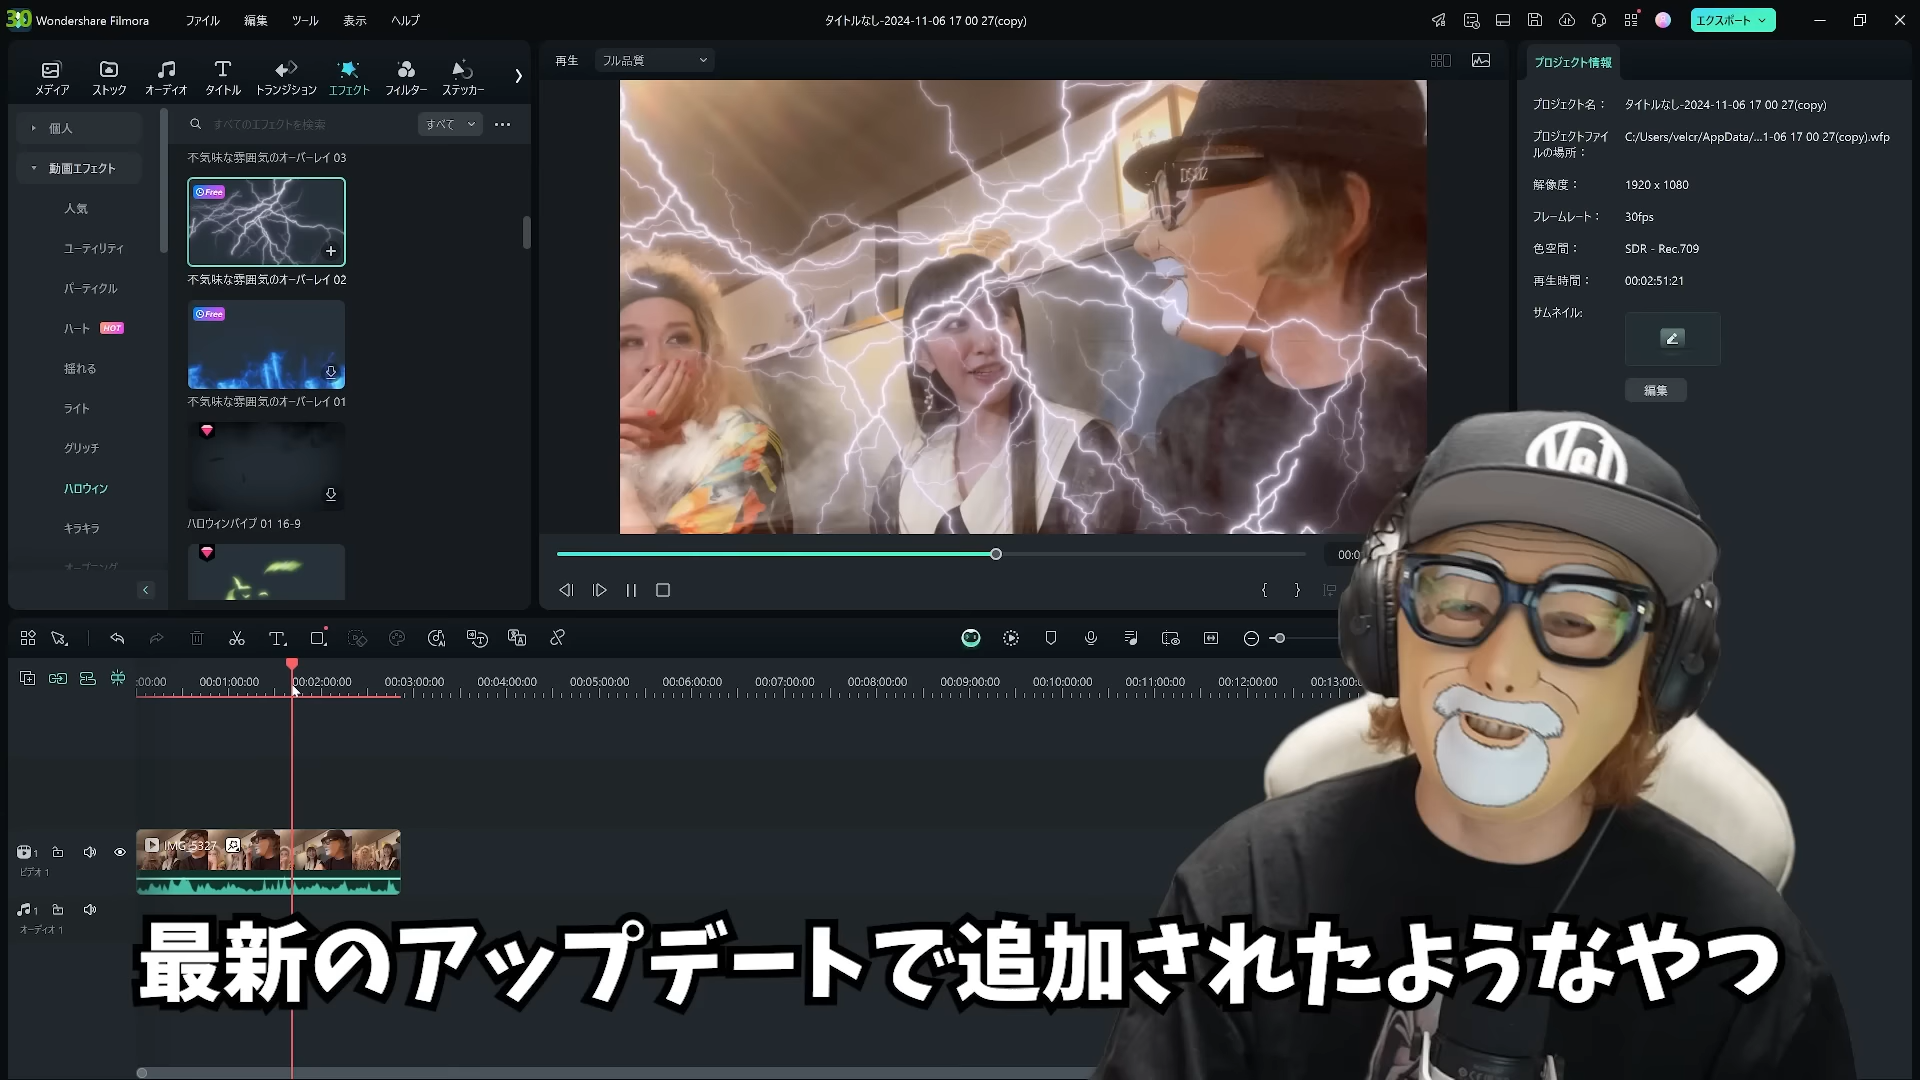 Wondershare Filmora
ファイル
編集
ツール
表示
ヘルプ
タイトルなし-2024-11-06 17 00 27(copy)
エクスポート
メディア
ストック
オーディオ
タイトル
トランジション
エフェクト
フィルター
ステッカー
個人
動画エフェクト
人気
ユーティリティ
パーティクル
ハート HOT
揺れる
ライト
グリッチ
ハロウィン
キラキラ
オープニング
すべてのエフェクトを検索
すべて
不気味な雰囲気のオーバーレイ 03
Free
不気味な雰囲気のオーバーレイ 02
Free
不気味な雰囲気のオーバーレイ 01
ハロウィンバイブ 01 16-9
再生
フル品質
DSQ2
00:0
プロジェクト情報
プロジェクト名：
タイトルなし-2024-11-06 17 00 27(copy)
プロジェクトファイ
ルの場所：
C:/Users/velcr/AppData/...1-06 17 00 27(copy).wfp
解像度：
1920 x 1080
フレームレート：
30fps
色空間：
SDR - Rec.709
再生時間：
00:02:51:21
サムネイル:
編集
:00:00
00:01:00:00
00:02:00:00
00:03:00:00
00:04:00:00
00:05:00:00
00:06:00:00
00:07:00:00
00:08:00:00
00:09:00:00
00:10:00:00
00:11:00:00
00:12:00:00
00:13:00:0
IMG_5327
1
ビデオ 1
1
オーディオ 1
Vel
最新のアップデートで追加されたようなやつ